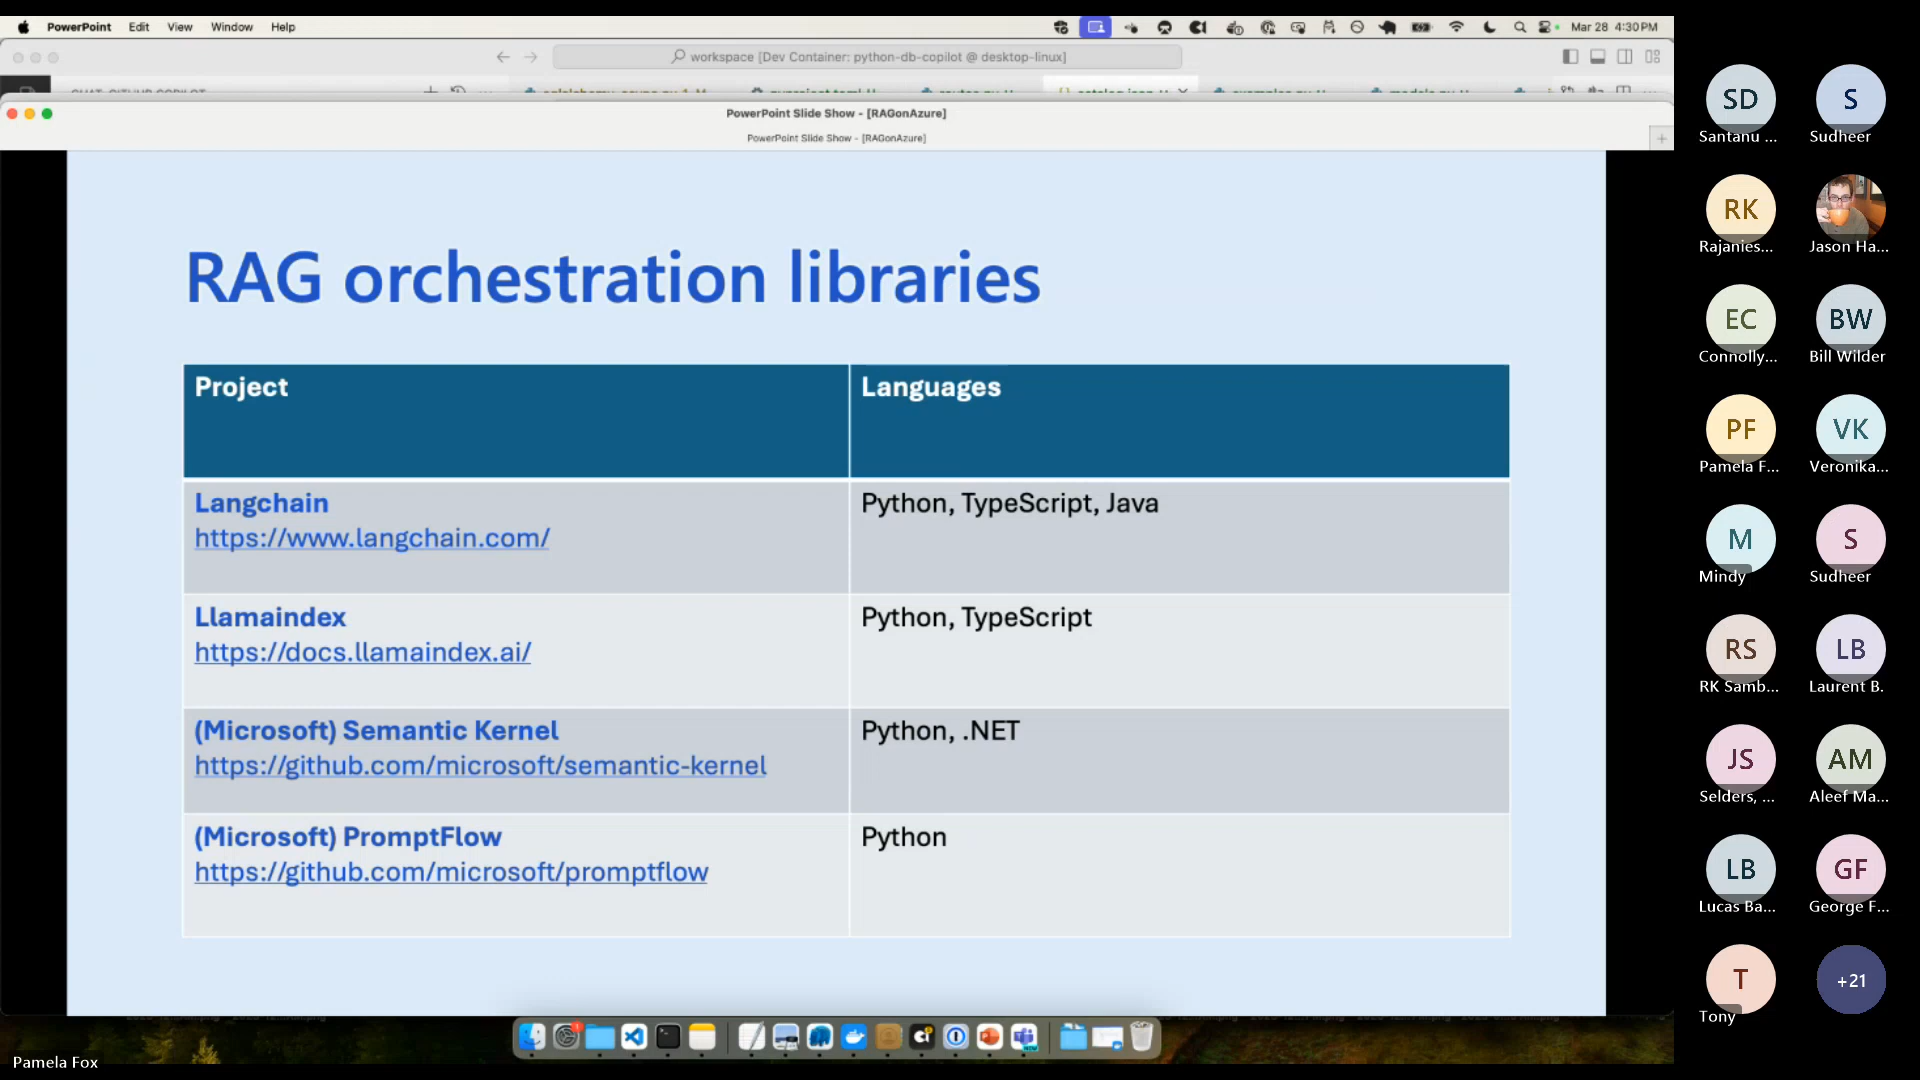 PowerPoint Edit View Window Help
Mar 28 4:30 PM
workspace [Dev Container: python-db-copilot @ desktop-linux]
PowerPoint Slide Show - [RAGonAzure]
PowerPoint Slide Show - [RAGonAzure]
RAG orchestration libraries
Project
Languages
Langchain
https://www.langchain.com/
Python, TypeScript, Java
Llamaindex
https://docs.llamaindex.ai/
Python, TypeScript
(Microsoft) Semantic Kernel
https://github.com/microsoft/semantic-kernel
Python, .NET
(Microsoft) PromptFlow
https://github.com/microsoft/promptflow
Python
SD
Santanu ...
S
Sudheer
RK
Rajanies...
Jason Ha...
EC
Connolly...
BW
Bill Wilder
PF
Pamela F...
VK
Veronika...
M
Mindy
S
Sudheer
RS
RK Samb...
LB
Laurent B.
JS
Selders, ...
AM
Aleef Ma...
LB
Lucas Ba...
GF
George F...
T
Tony
+21
Pamela Fox